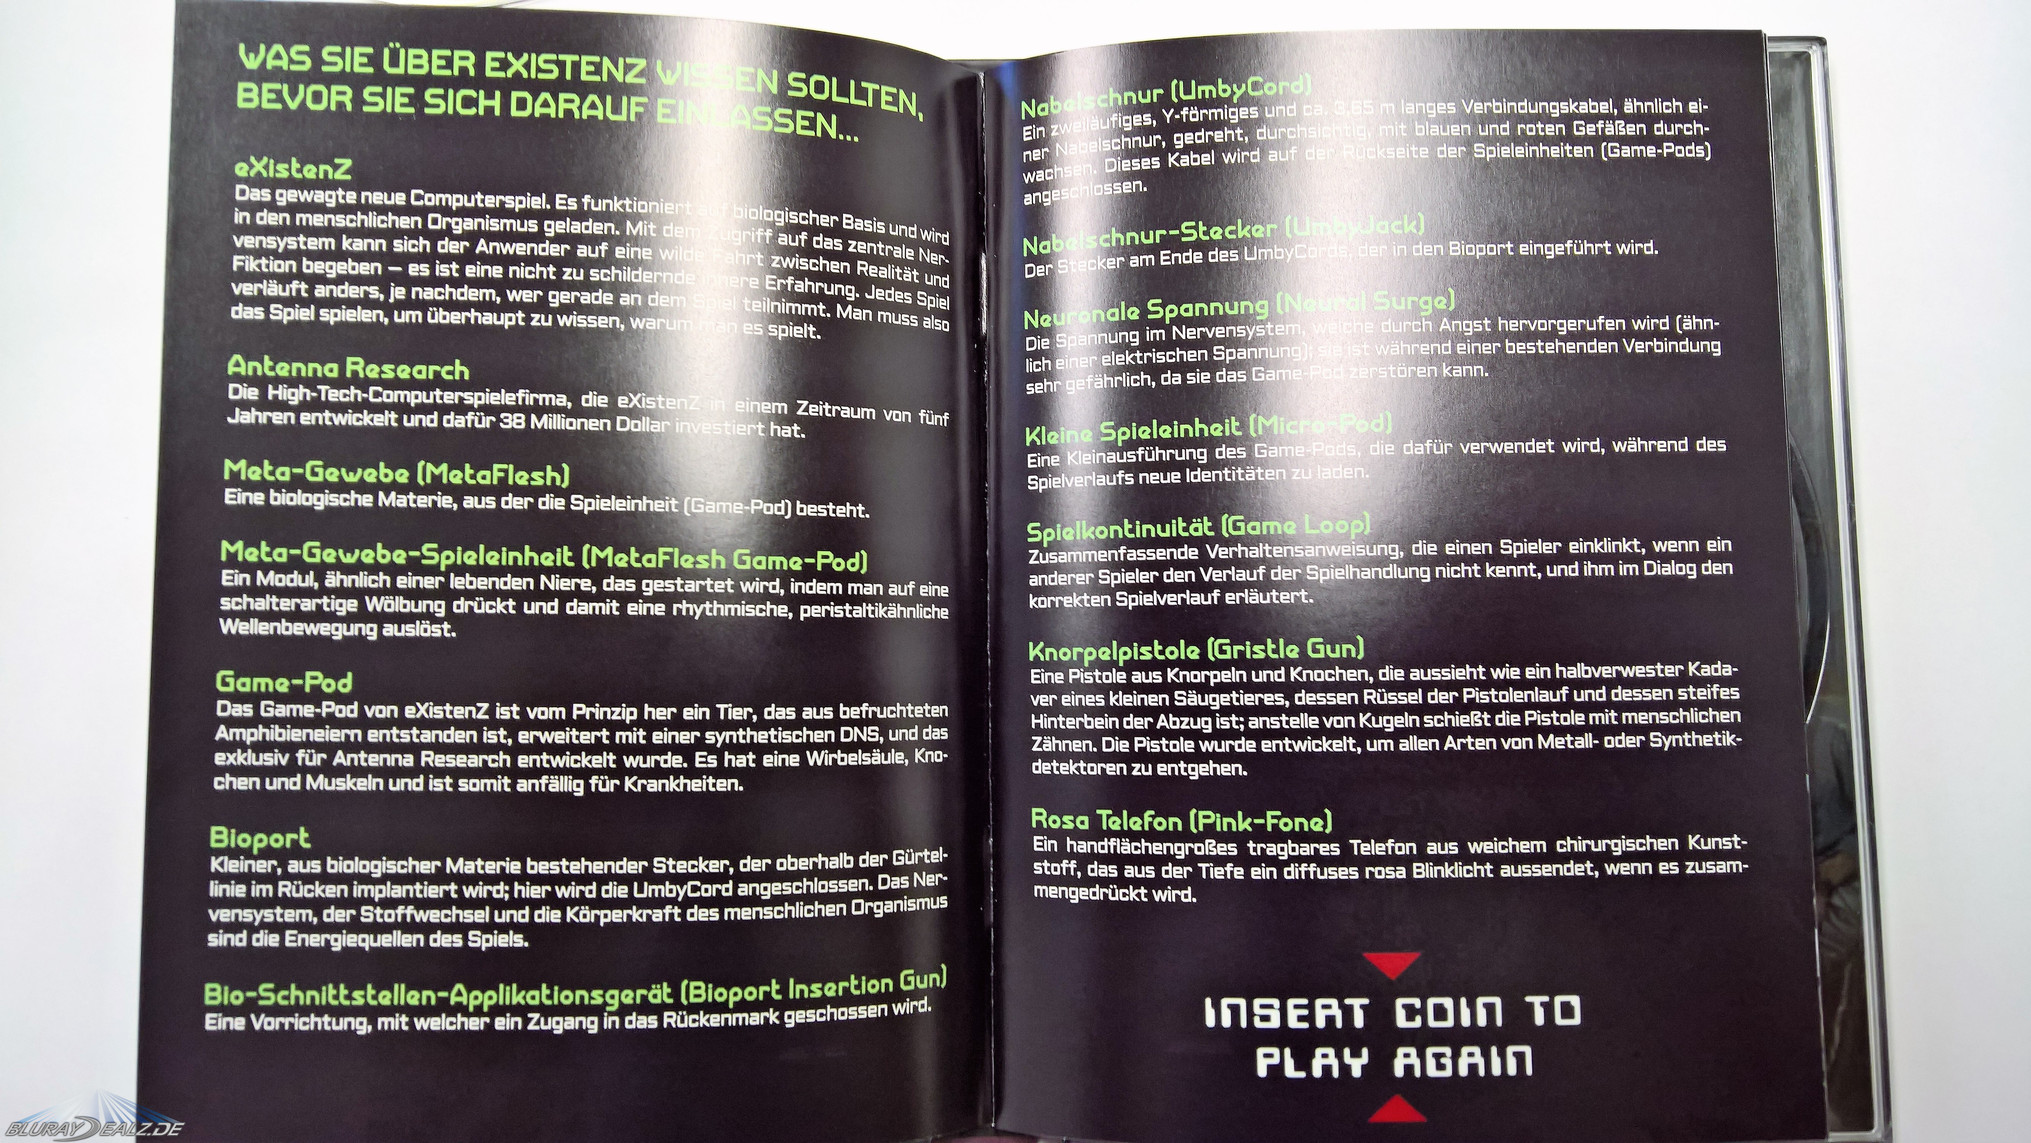 WAS SIE ÜBER EXISTENZ WISSEN SOLLTEN,
BEVOR SIE SICH DARAUF EINLASSEN...
eXistenZ
Das gewagte neue Computerspiel. Es funktioniert auf biologischer Basis und wird
in den menschlichen Organismus geladen. Mit dem Zugriff auf das zentrale Ner-
vensystem kann sich der Anwender auf eine wilde Fahrt zwischen Realität und
Fiktion begeben – es ist eine nicht zu schildernde innere Erfahrung. Jedes Spiel
verläuft anders, je nachdem, wer gerade an dem Spiel teilnimmt. Man muss also
das Spiel spielen, um überhaupt zu wissen, warum man es spielt.
Antenna Research
Die High-Tech-Computerspielefirma, die eXistenZ in einem Zeitraum von fünf
Jahren entwickelt und dafür 38 Millionen Dollar investiert hat.
Meta-Gewebe (MetaFlesh)
Eine biologische Materie, aus der die Spieleinheit (Game-Pod) besteht.
Meta-Gewebe-Spieleinheit (MetaFlesh Game-Pod)
Ein Modul, ähnlich einer lebenden Niere, das gestartet wird, indem man auf eine
schalterartige Wölbung drückt und damit eine rhythmische, peristaltikähnliche
Wellenbewegung auslöst.
Game-Pod
Das Game-Pod von eXistenZ ist vom Prinzip her ein Tier, das aus befruchteten
Amphibieneiern entstanden ist, erweitert mit einer synthetischen DNS, und das
exklusiv für Antenna Research entwickelt wurde. Es hat eine Wirbelsäule, Kno-
chen und Muskeln und ist somit anfällig für Krankheiten.
Bioport
Kleiner, aus biologischer Materie bestehender Stecker, der oberhalb der Gürtel-
linie im Rücken implantiert wird; hier wird die UmbyCord angeschlossen. Das Ner-
vensystem, der Stoffwechsel und die Körperkraft des menschlichen Organismus
sind die Energiequellen des Spiels.
Bio-Schnittstellen-Applikationsgerät (Bioport Insertion Gun)
Eine Vorrichtung, mit welcher ein Zugang in das Rückenmark geschossen wird.
Nabelschnur (UmbyCord)
Ein zweiläufiges, Y-förmiges und ca. 3,65 m langes Verbindungskabel, ähnlich ei-
ner Nabelschnur, gedreht, durchsichtig, mit blauen und roten Gefäßen durch-
wachsen. Dieses Kabel wird auf der Rückseite der Spieleinheiten (Game-Pods)
angeschlossen.
Nabelschnur-Stecker (UmbyJack)
Der Stecker am Ende des UmbyCords, der in den Bioport eingeführt wird.
Neuronale Spannung (Neural Surge)
Die Spannung im Nervensystem, welche durch Angst hervorgerufen wird (ähn-
lich einer elektrischen Spannung); sie ist während einer bestehenden Verbindung
sehr gefährlich, da sie das Game-Pod zerstören kann.
Kleine Spieleinheit (Micro-Pod)
Eine Kleinausführung des Game-Pods, die dafür verwendet wird, während des
Spielverlaufs neue Identitäten zu laden.
Spielkontinuität (Game Loop)
Zusammenfassende Verhaltensanweisung, die einen Spieler einklinkt, wenn ein
anderer Spieler den Verlauf der Spielhandlung nicht kennt, und ihm im Dialog den
korrekten Spielverlauf erläutert.
Knorpelpistole (Gristle Gun)
Eine Pistole aus Knorpeln und Knochen, die aussieht wie ein halbverwester Kada-
ver eines kleinen Säugetieres, dessen Rüssel der Pistolenlauf und dessen steifes
Hinterbein der Abzug ist; anstelle von Kugeln schießt die Pistole mit menschlichen
Zähnen. Die Pistole wurde entwickelt, um allen Arten von Metall- oder Synthetik-
detektoren zu entgehen.
Rosa Telefon (Pink-Fone)
Ein handflächengroßes tragbares Telefon aus weichem chirurgischen Kunst-
stoff, das aus der Tiefe ein diffuses rosa Blinklicht aussendet, wenn es zusam-
mengedrückt wird.
INSERT COIN TO
PLAY AGAIN
BLURAYDEALZ.DE